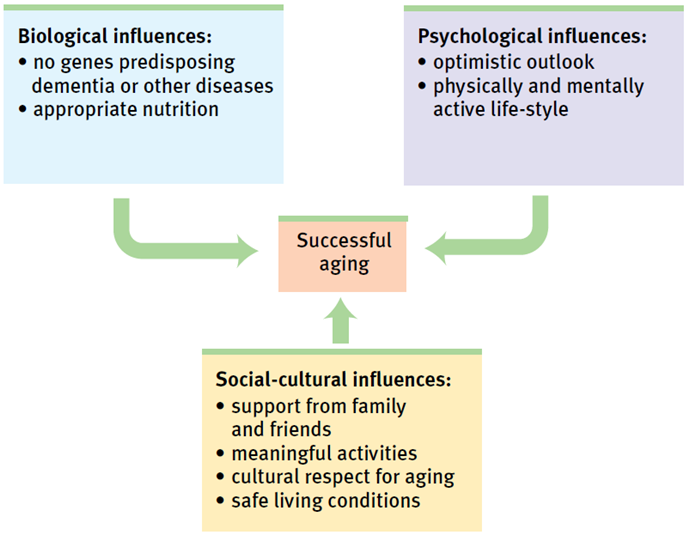 Biological influences:
• no genes predisposing
dementia or other diseases
• appropriate nutrition
Psychological influences:
• optimistic outlook
• physically and mentally
active life-style
Successful
aging
Social-cultural influences:
• support from family
and friends
• meaningful activities
• cultural respect for aging
• safe living conditions